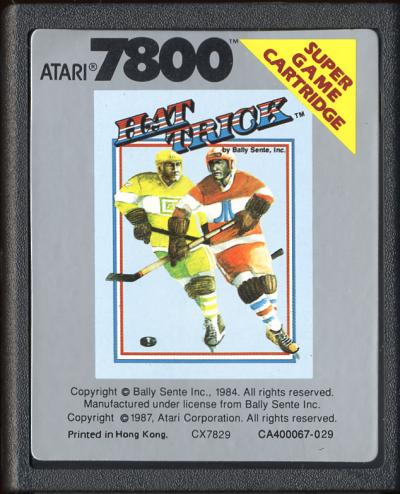 ATARI® 7800™
SUPER
GAME
CARTRIDGE
HAT
TRICK™
by Bally Sente, Inc.
Copyright © Bally Sente Inc., 1984. All rights reserved.
Manufactured under license from Bally Sente Inc.
Copyright ©1987, Atari Corporation. All rights reserved.
Printed in Hong Kong. CX7829 CA400067-029